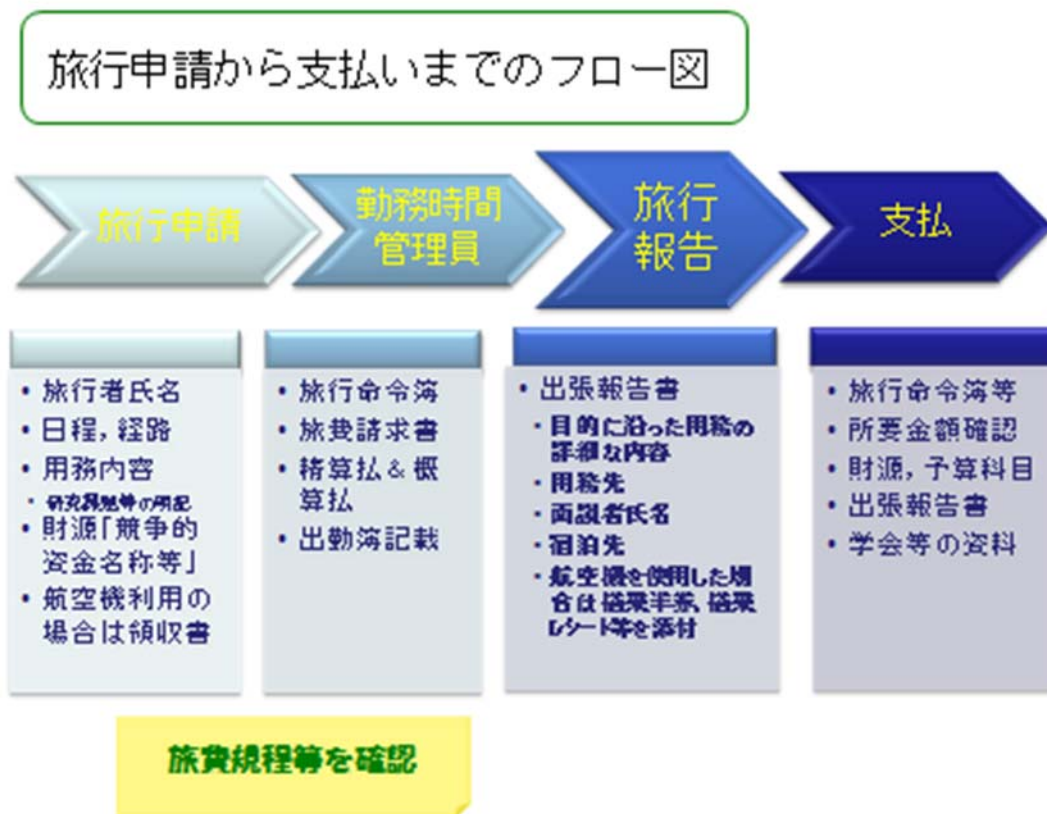 旅行申請から支払いまでのフロー図
旅行申請
勤務時間
管理員
旅行
報告
支払
・旅行者氏名
・日程，経路
・用務内容
・研究課題等の明記
・財源「競争的
資金名称等」
・航空機利用の
場合は領収書
・旅行命令簿
・旅費請求書
・精算払＆概
算払
・出勤簿記載
・出張報告書
・目的に沿った用務の
詳細な内容
・用務先
・面談者氏名
・宿泊先
・航空機を使用した場
合は搭乗半券、搭乗
レシート等を添付
・旅行命令簿等
・所要金額確認
・財源，予算科目
・出張報告書
・学会等の資料
旅費規程等を確認